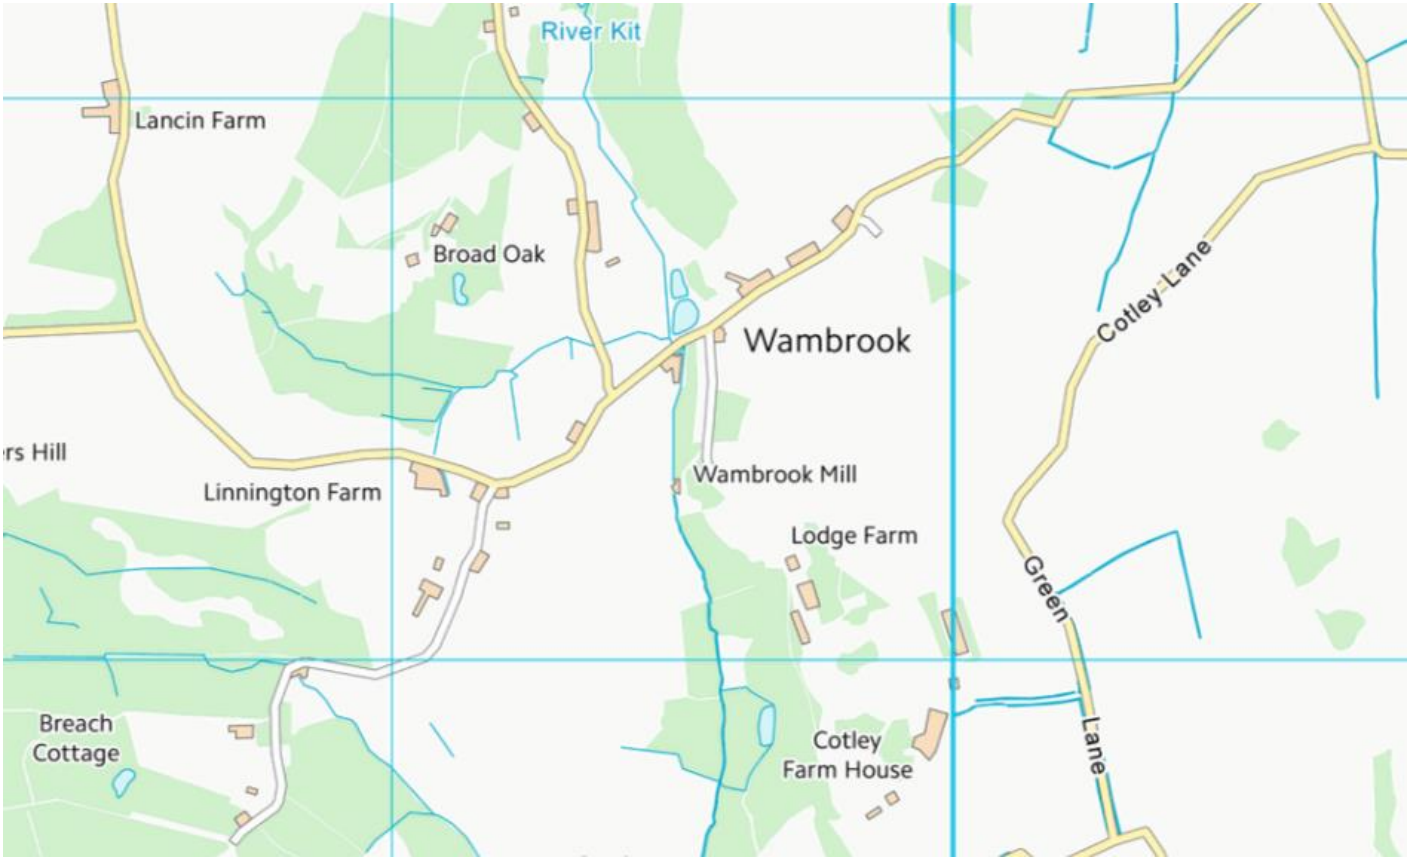 River Kit
Lancin Farm
Broad Oak
Cotley Lane
Wambrook
ers Hill
Wambrook Mill
Linnington Farm
Lodge Farm
Green
Lane
Breach
Cottage
Cotley
Farm House